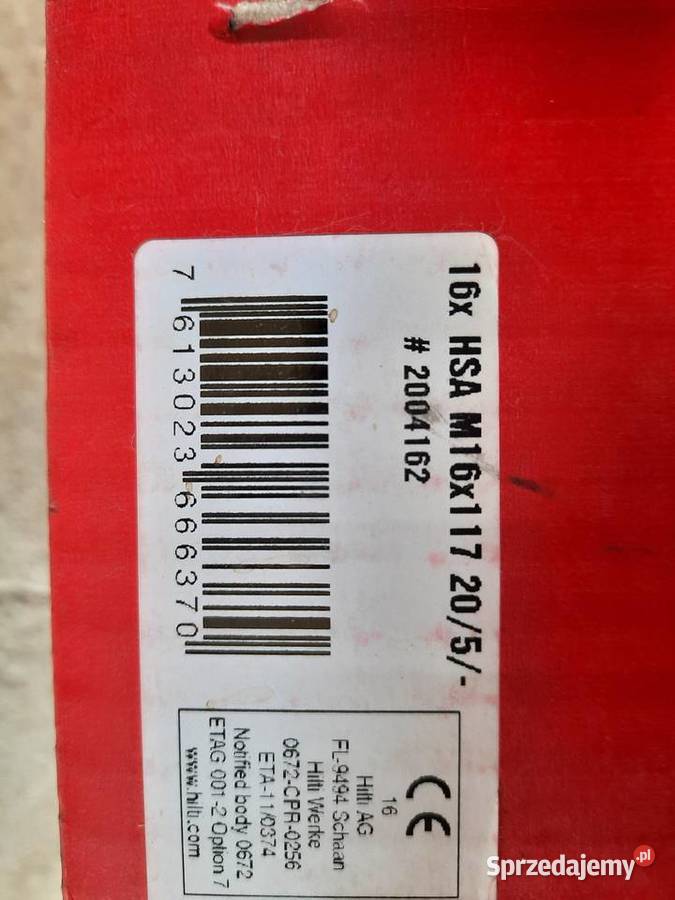 16x HSA M16x117 20/5/-
# 2004162
7 613023 666370
CE
16
Hilti AG
FL-9494 Schaan
Hilti Werke
0672-CPR-0256
ETA-11/0374
Notified body 0672
ETAG 001-2 Option 7
www.hilti.com
Sprzedajemy.pl